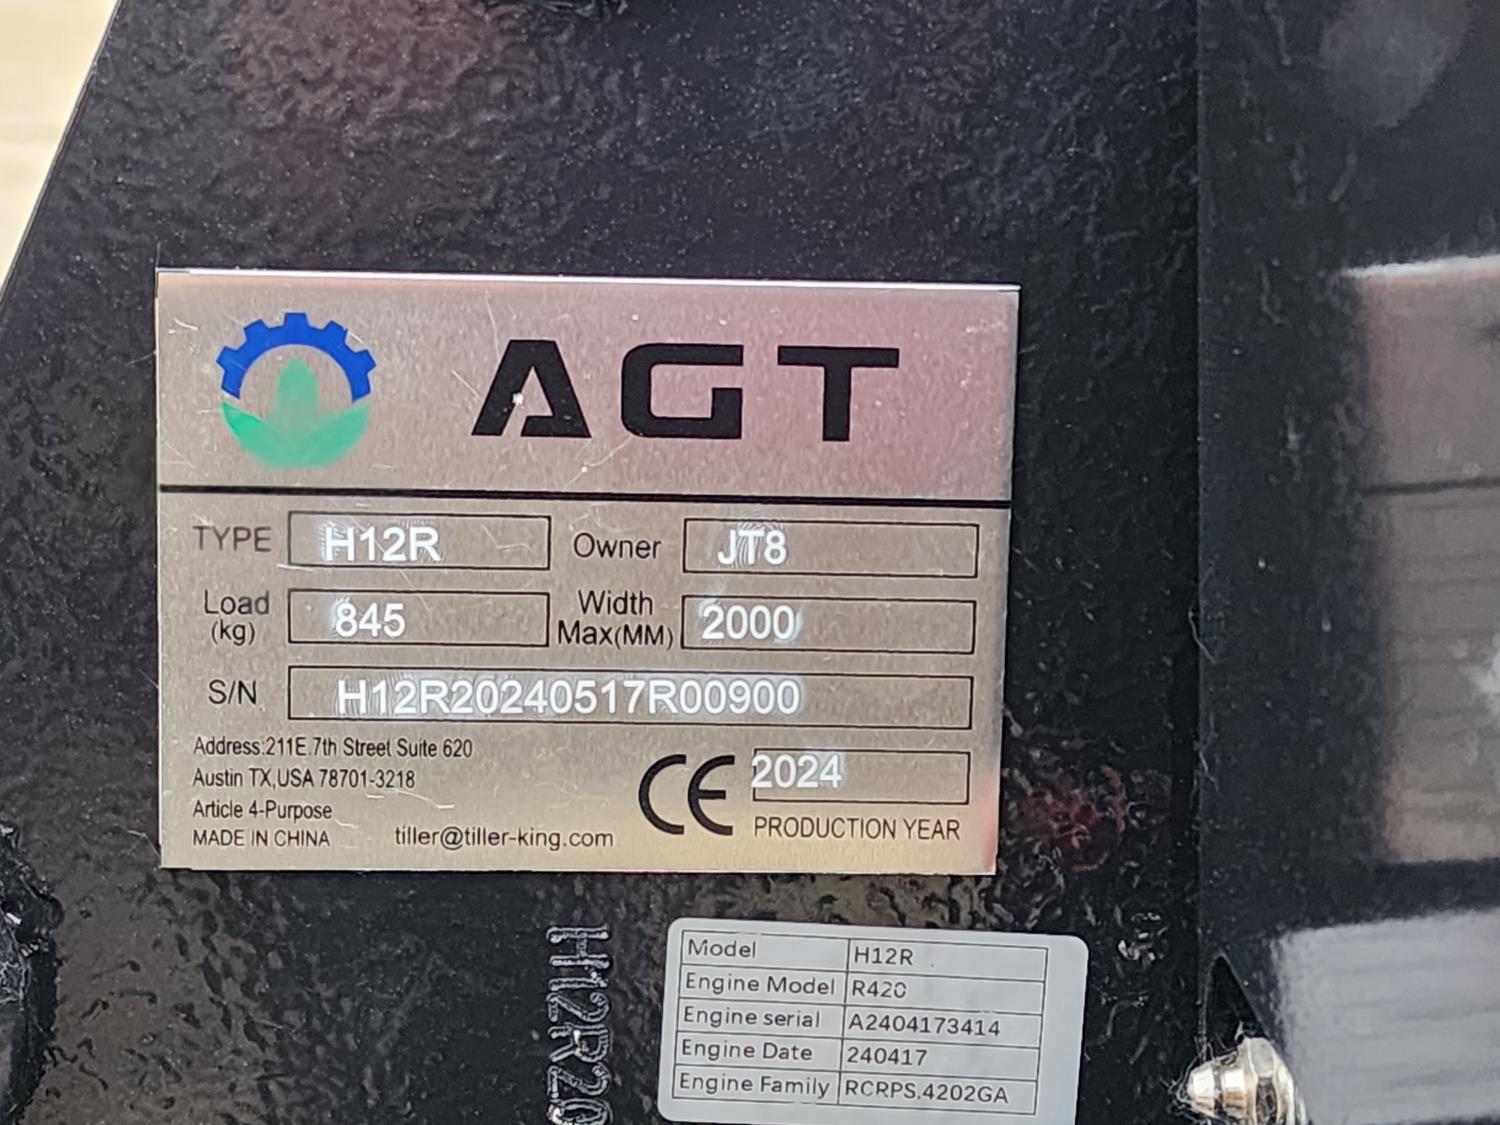 AGT
TYPE H12R Owner JT8
Load (kg) 845 Width Max(MM) 2000
S/N H12R20240517R00900
Address:211E.7th Street Suite 620
Austin TX,USA 78701-3218
Article 4-Purpose
MADE IN CHINA tiller@tiller-king.com
CE 2024
PRODUCTION YEAR
H12R20
Model H12R
Engine Model R420
Engine serial A2404173414
Engine Date 240417
Engine Family RCRPS.4202GA